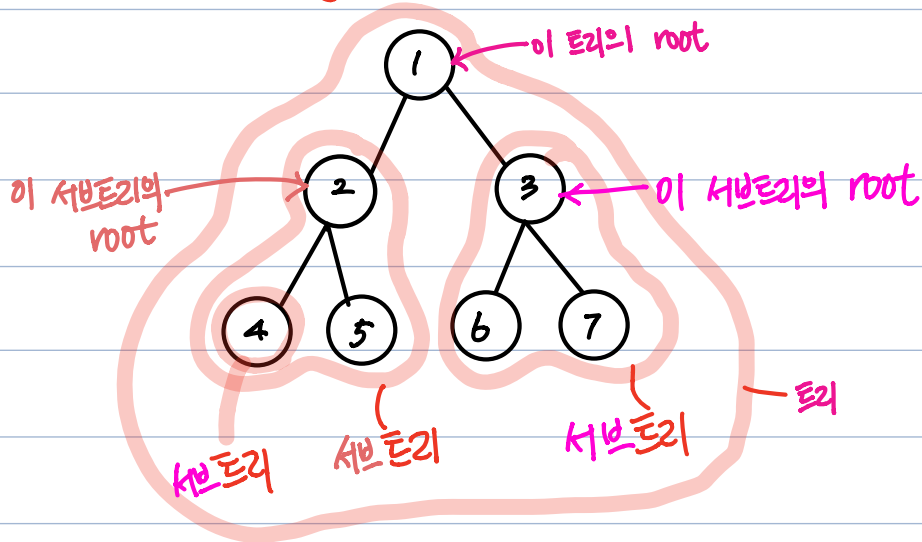 1
이 트리의 root
2
3
이 서브트리의
root
이 서브트리의 root
4
5
6
7
트리
서브트리
서브트리
서브트리